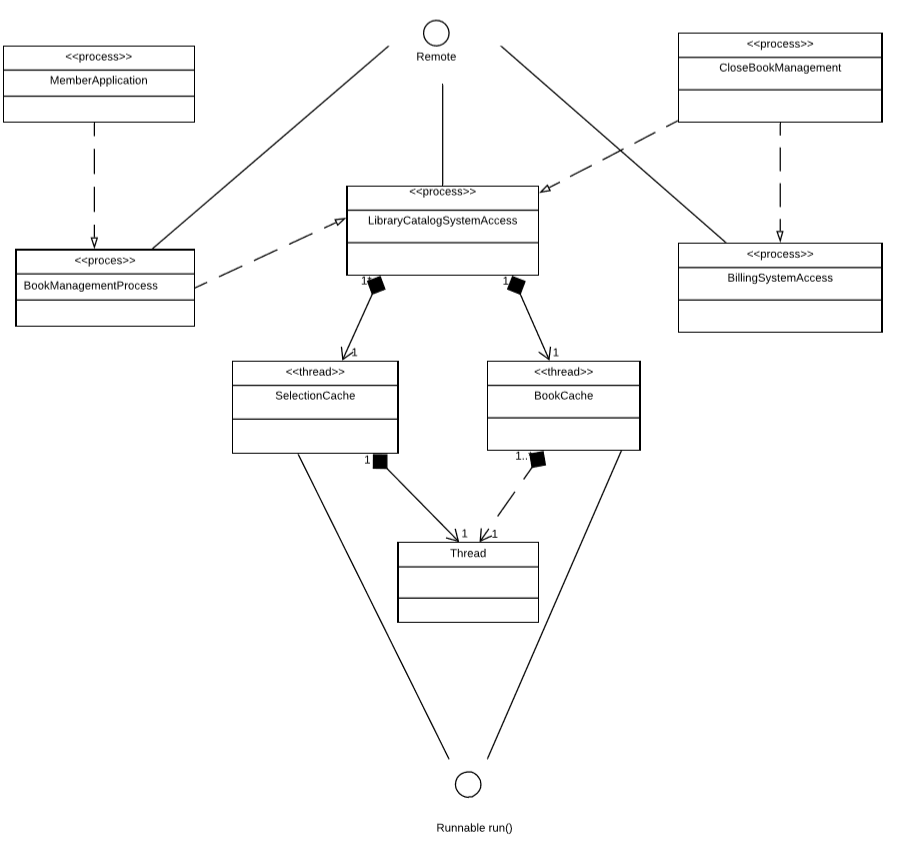 Remote
<<process>>
MemberApplication
<<process>>
CloseBookManagement
<<process>>
LibraryCatalogSystemAccess
<<proces>>
BookManagementProcess
<<process>>
BillingSystemAccess
1
1
1
1
<<thread>>
SelectionCache
<<thread>>
BookCache
1
1..
1
1
Thread
Runnable run()